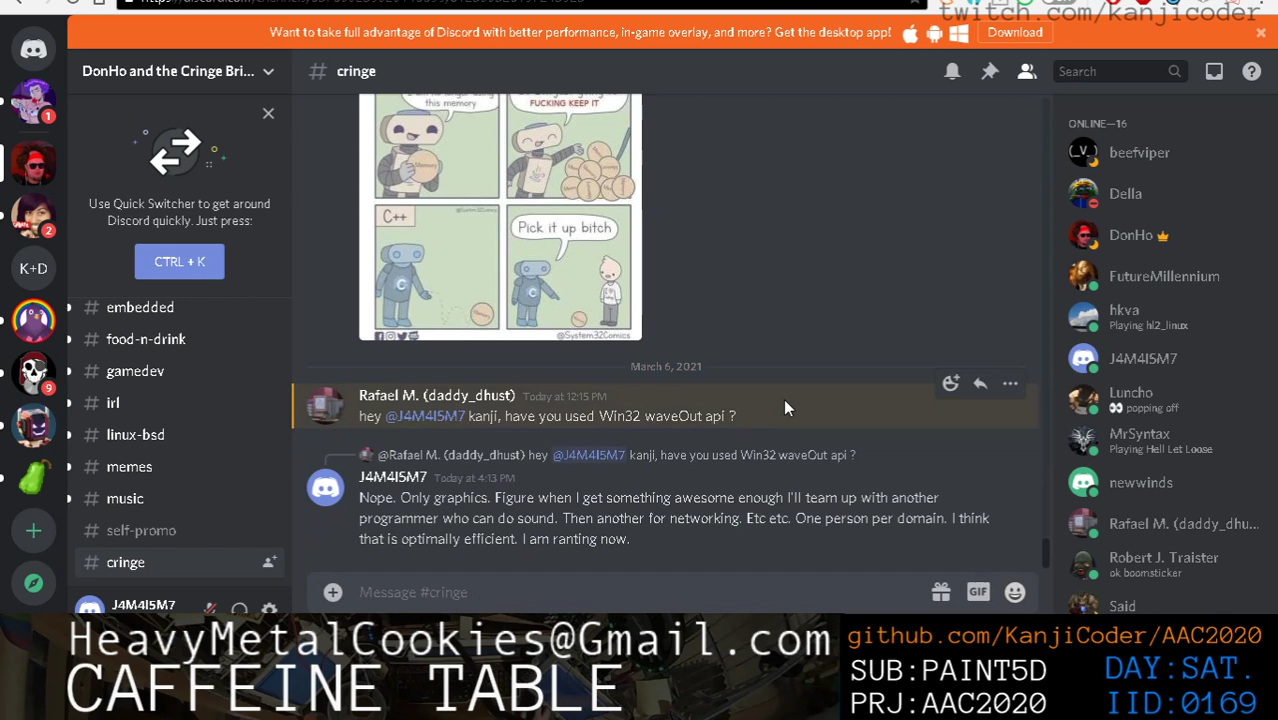 twitch.com/kanjicoder
Want to take full advantage of Discord with better performance, in-game overlay, and more? Get the desktop app!
Download
DonHo and the Cringe Bri...
# cringe
Search
Use Quick Switcher to get around
Discord quickly. Just press:
CTRL + K
# embedded
# food-n-drink
# gamedev
# irl
# linux-bsd
# memes
# music
# self-promo
# cringe
J4M4I5M7
1
2
K+D
9
this memory
FUCKING KEEP IT
C++
@System32Comics
Pick it up bitch
@System32Comics
March 6, 2021
Rafael M. (daddy_dhust) Today at 12:15 PM
hey @J4M4I5M7 kanji, have you used Win32 waveOut api ?
@Rafael M. (daddy_dhust) hey @J4M4I5M7 kanji, have you used Win32 waveOut api ?
J4M4I5M7 Today at 4:13 PM
Nope. Only graphics. Figure when I get something awesome enough I'll team up with another
programmer who can do sound. Then another for networking. Etc etc. One person per domain. I think
that is optimally efficient. I am ranting now.
Message #cringe
GIF
ONLINE—16
beefviper
Della
DonHo
FutureMillennium
hkva
Playing hl2_linux
J4M4I5M7
Luncho
popping off
MrSyntax
Playing Hell Let Loose
newwinds
Rafael M. (daddy_dhu...
Robert J. Traister
ok boomsticker
Said
HeavyMetalCookies@Gmail.com
CAFFEINE TABLE
github.com/KanjiCoder/AAC2020
SUB:PAINT5D
DAY:SAT.
PRJ:AAC2020
IID:0169